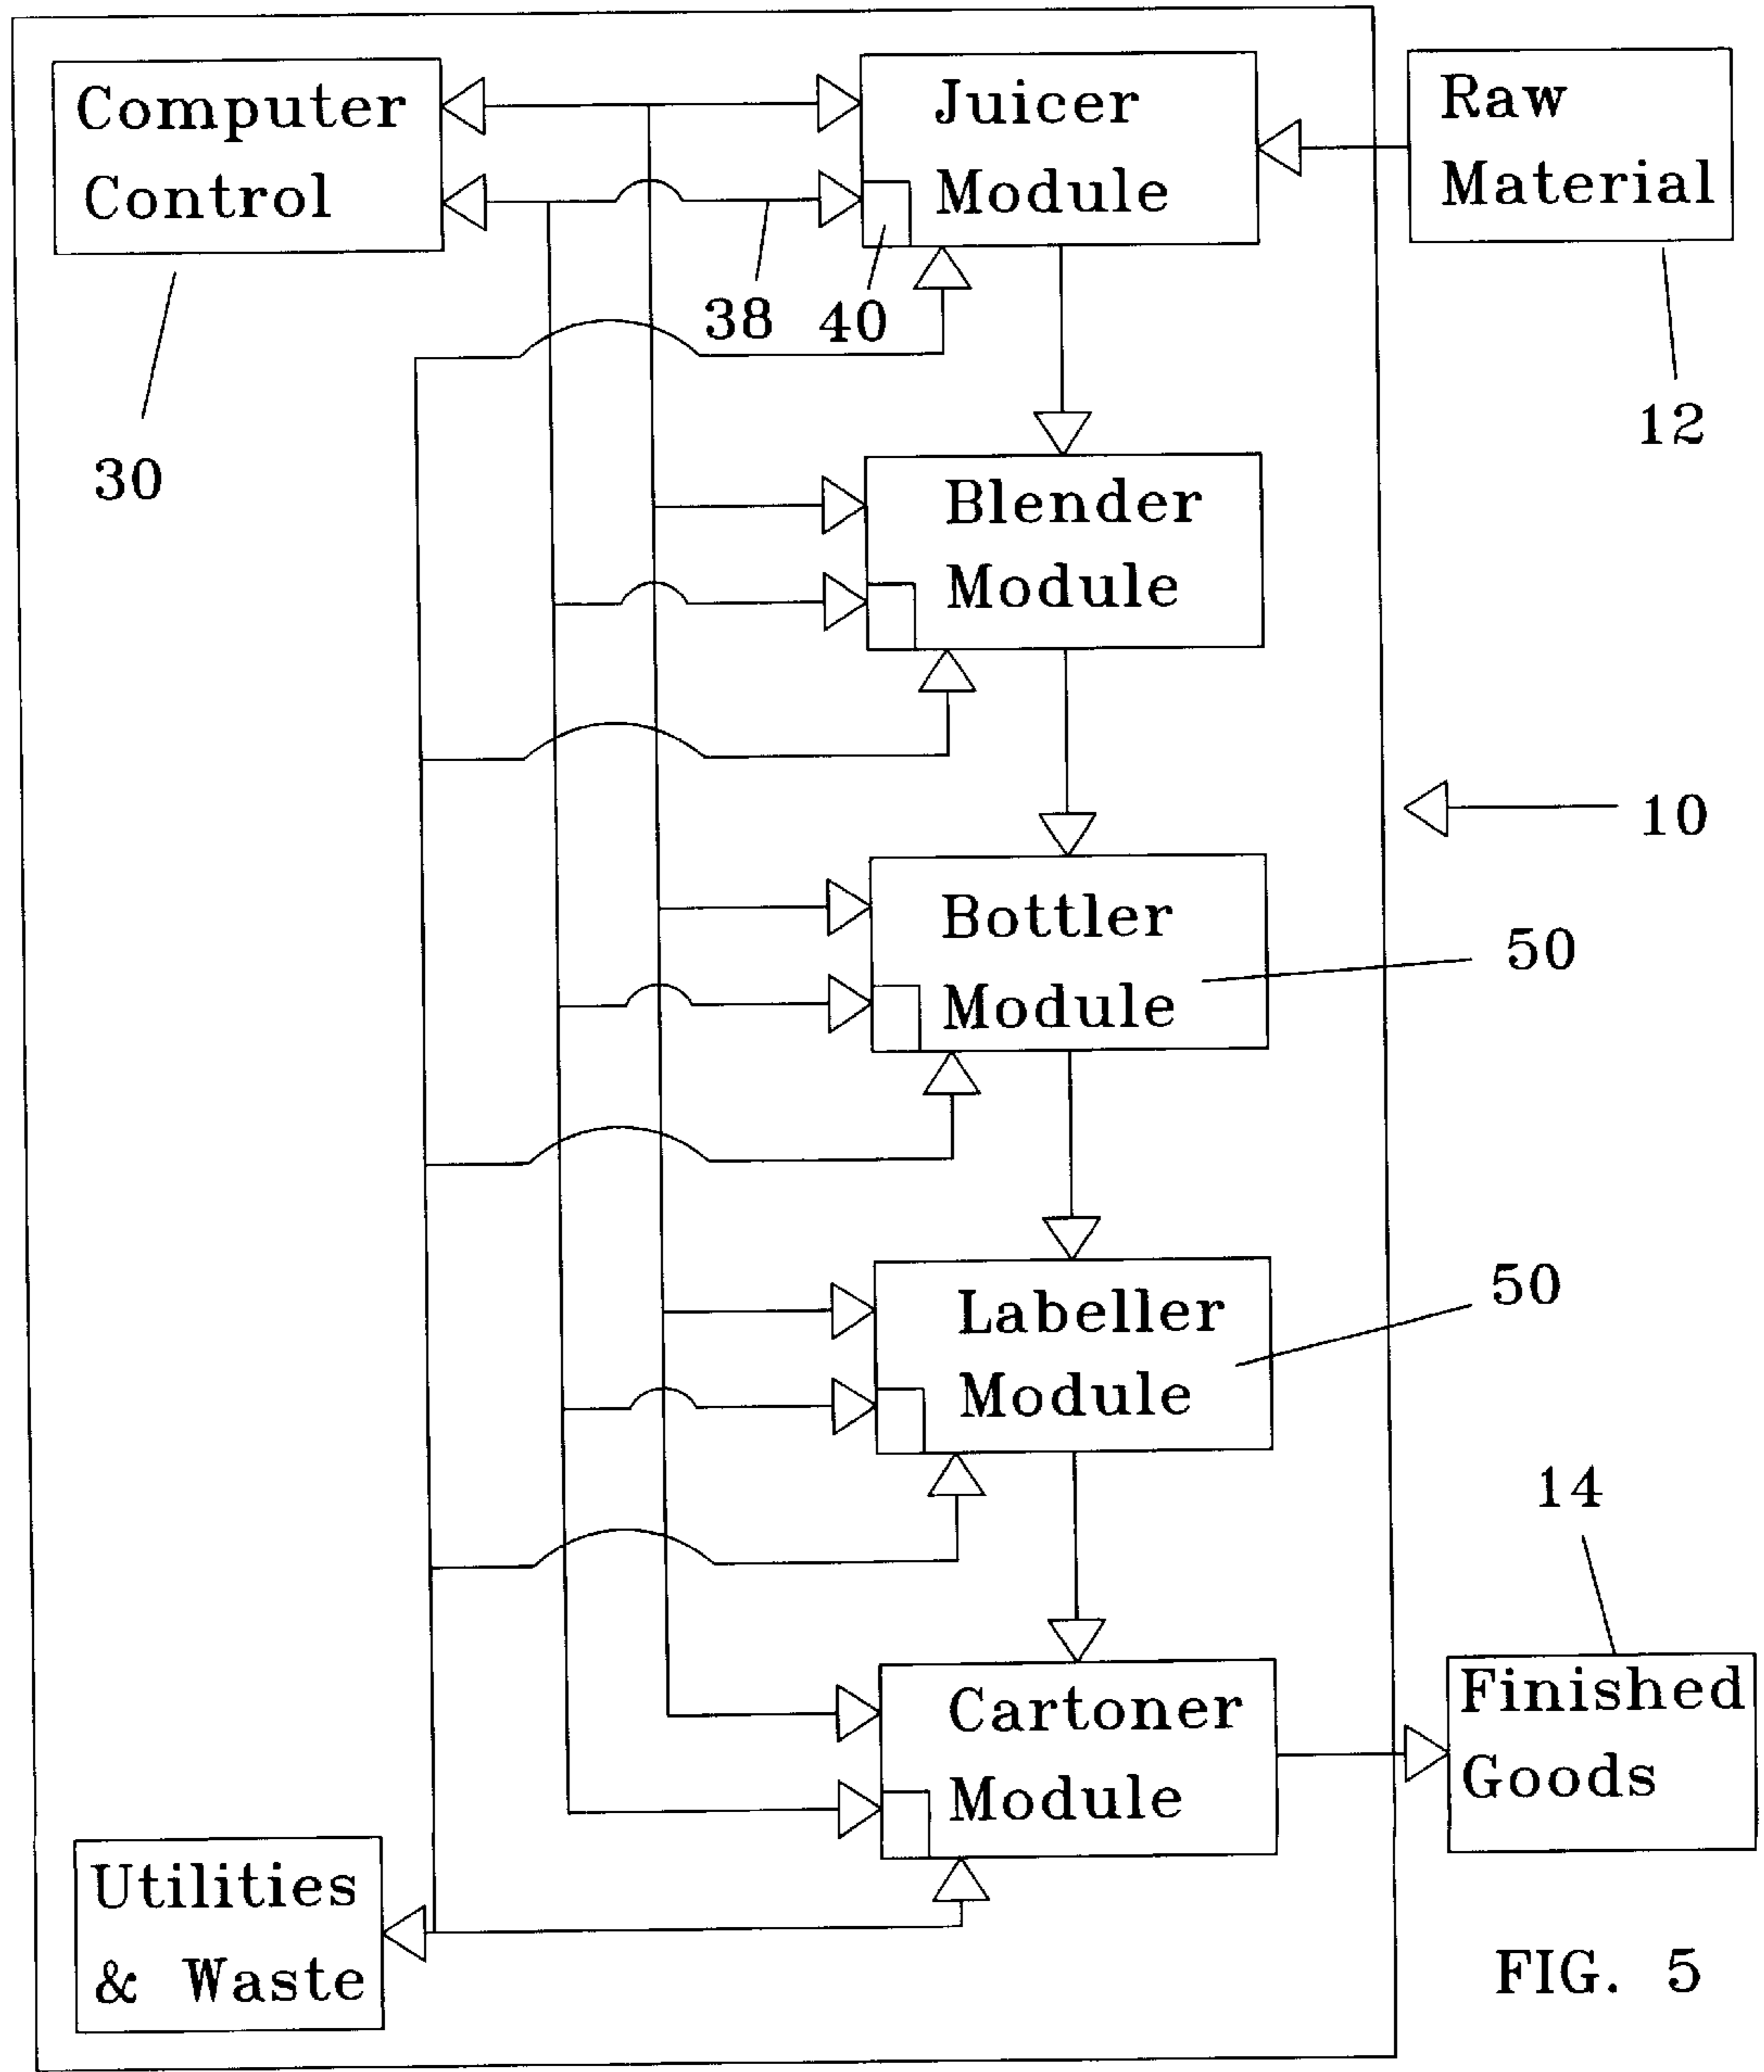 Computer
Control
Juicer
Module
Raw
Material
38
40
30
12
Blender
Module
10
Bottler
Module
50
Labeller
Module
50
14
Cartoner
Module
Finished
Goods
Utilities
& Waste
FIG. 5